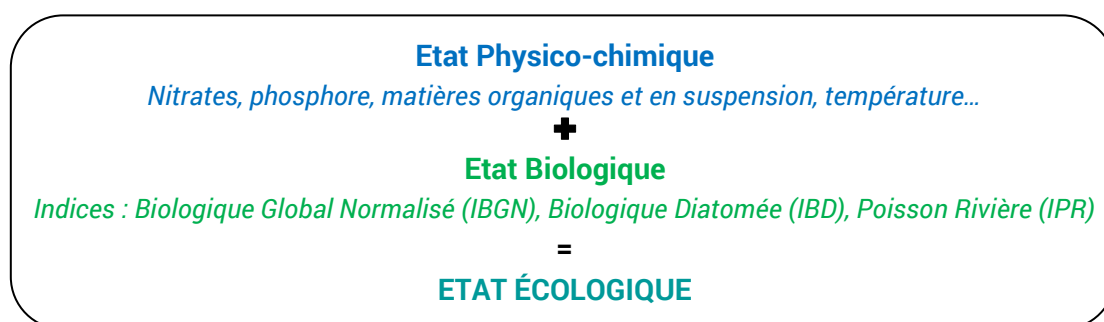 Etat Physico-chimique
Nitrates, phosphore, matières organiques et en suspension, température…
+
Etat Biologique
Indices : Biologique Global Normalisé (IBGN), Biologique Diatomée (IBD), Poisson Rivière (IPR)
=
ETAT ÉCOLOGIQUE